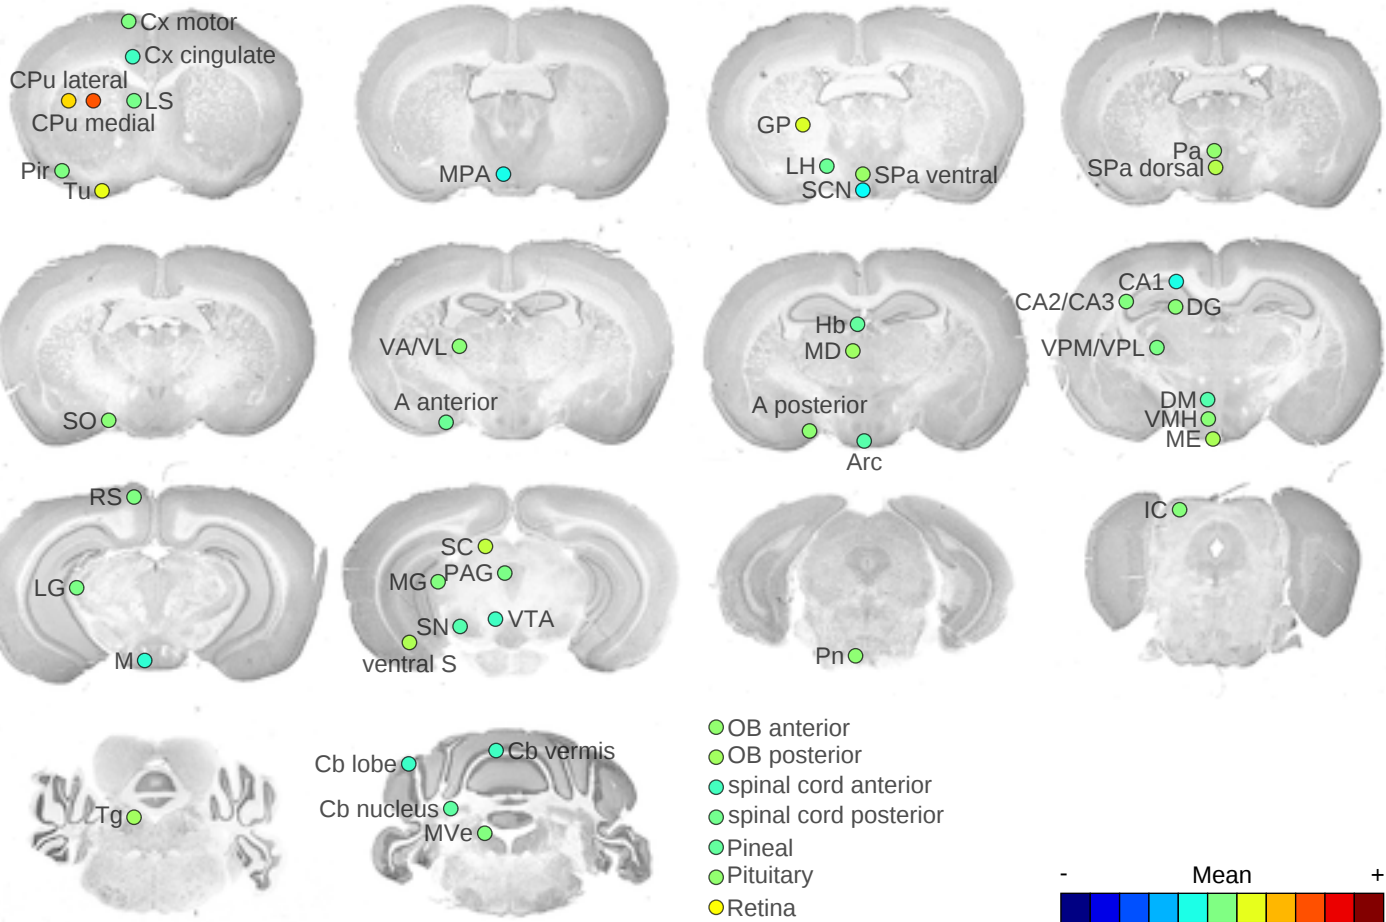 Cx motor
Cx cingulate
CPu lateral
LS
CPu medial
Pir
Tu
MPA
GP
LH
SPa ventral
SCN
Pa
SPa dorsal
SO
VA/VL
A anterior
Hb
MD
A posterior
Arc
CA1
CA2/CA3
DG
VPM/VPL
DM
VMH
ME
RS
LG
M
SC
MG
PAG
SN
VTA
ventral S
Pn
IC
Tg
Cb lobe
Cb vermis
Cb nucleus
MVe
OB anterior
OB posterior
spinal cord anterior
spinal cord posterior
Pineal
Pituitary
Retina
- Mean +